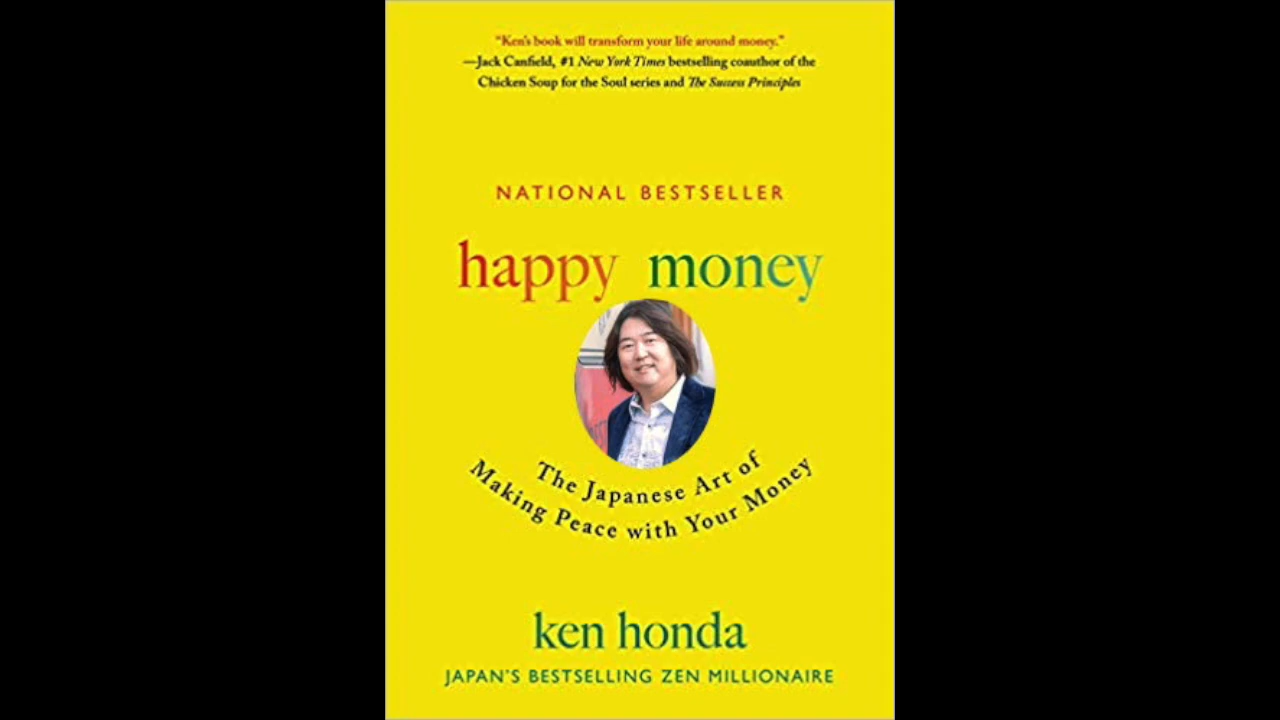 “Ken’s book will transform your life around money.”
—Jack Canfield, #1 New York Times bestselling coauthor of the
Chicken Soup for the Soul series and The Success Principles
NATIONAL BESTSELLER
happy money
The Japanese Art of
Making Peace with Your Money
ken honda
JAPAN’S BESTSELLING ZEN MILLIONAIRE